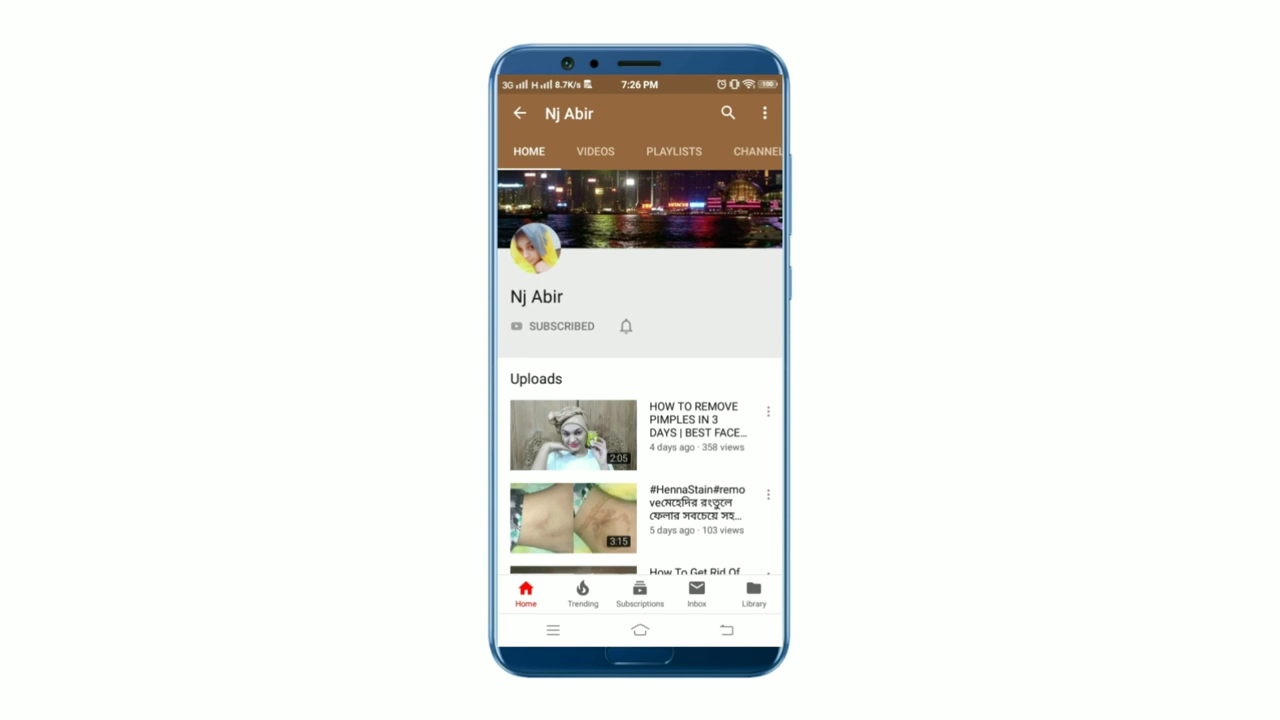 3G H 8.7K/s 7:26 PM 100
Nj Abir
HOME VIDEOS PLAYLISTS CHANNEL
HITACHI
Nj Abir
SUBSCRIBED
Uploads
HOW TO REMOVE
PIMPLES IN 3
DAYS | BEST FACE...
4 days ago · 358 views
2:05
#HennaStain#remo
veমেহেদির রংতুলে
ফেলার সবচেয়ে সহ...
5 days ago · 103 views
3:15
How To Get Rid Of
Home Trending Subscriptions Inbox Library